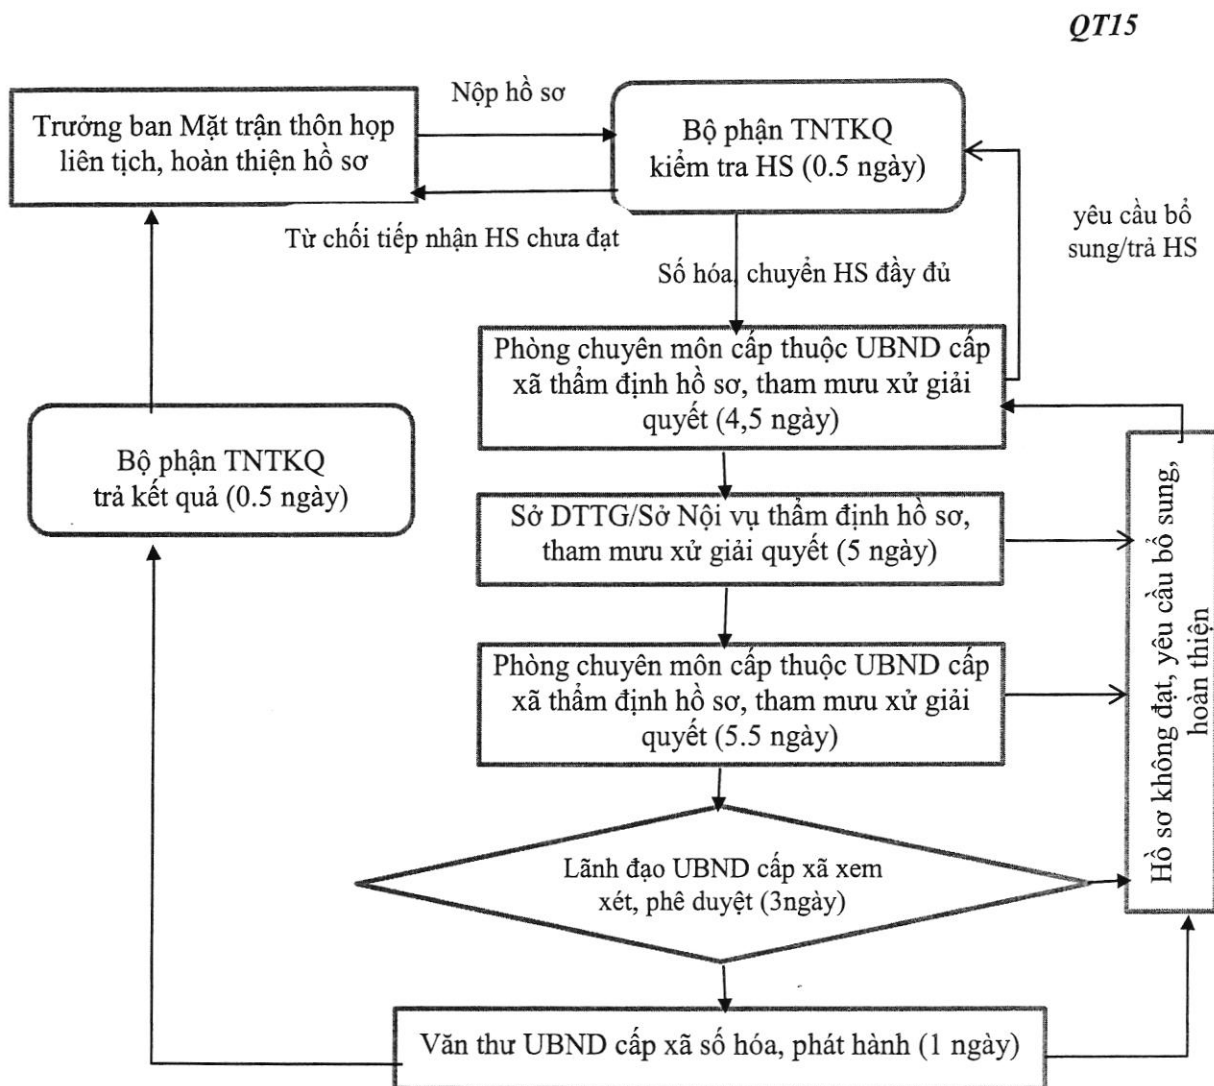 QT15
Nộp hồ sơ
Trưởng ban Mặt trận thôn họp
liên tịch, hoàn thiện hồ sơ
Bộ phận TNTKQ
kiểm tra HS (0.5 ngày)
Từ chối tiếp nhận HS chưa đạt
yêu cầu bổ
sung/trả HS
Số hóa, chuyển HS đầy đủ
Phòng chuyên môn cấp thuộc UBND cấp
xã thẩm định hồ sơ, tham mưu xử giải
quyết (4,5 ngày)
Bộ phận TNTKQ
trả kết quả (0.5 ngày)
Sở DTTG/Sở Nội vụ thẩm định hồ sơ,
tham mưu xử giải quyết (5 ngày)
Hồ sơ không đạt, yêu cầu bổ sung,
hoàn thiện
Phòng chuyên môn cấp thuộc UBND cấp
xã thẩm định hồ sơ, tham mưu xử giải
quyết (5.5 ngày)
Lãnh đạo UBND cấp xã xem
xét, phê duyệt (3ngày)
Văn thư UBND cấp xã số hóa, phát hành (1 ngày)